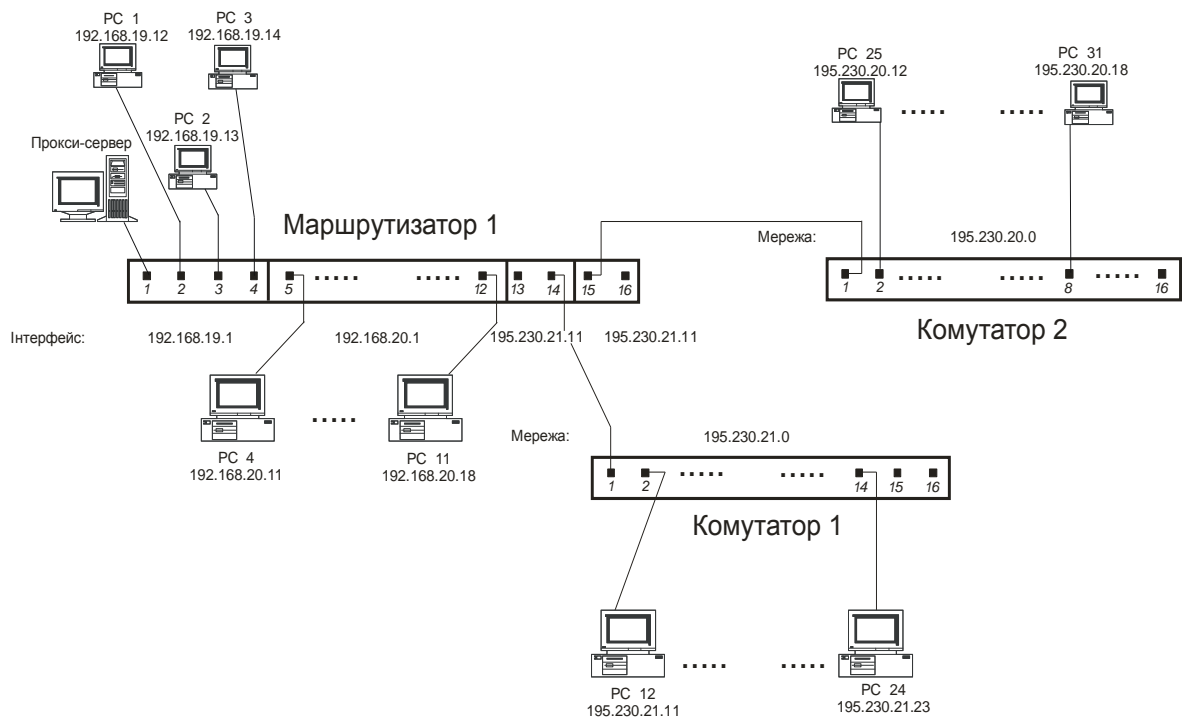 PC 1
192.168.19.12
PC 3
192.168.19.14
PC 2
192.168.19.13
Прокси-сервер
PC 25
195.230.20.12
PC 31
195.230.20.18
Маршрутизатор 1
Мережа: 195.230.20.0
1 2 3 4 5 12 13 14 15 16
1 2 8 16
Комутатор 2
Інтерфейс: 192.168.19.1 192.168.20.1 195.230.21.11 195.230.21.11
PC 4
192.168.20.11
PC 11
192.168.20.18
Мережа: 195.230.21.0
1 2 14 15 16
Комутатор 1
PC 12
195.230.21.11
PC 24
195.230.21.23